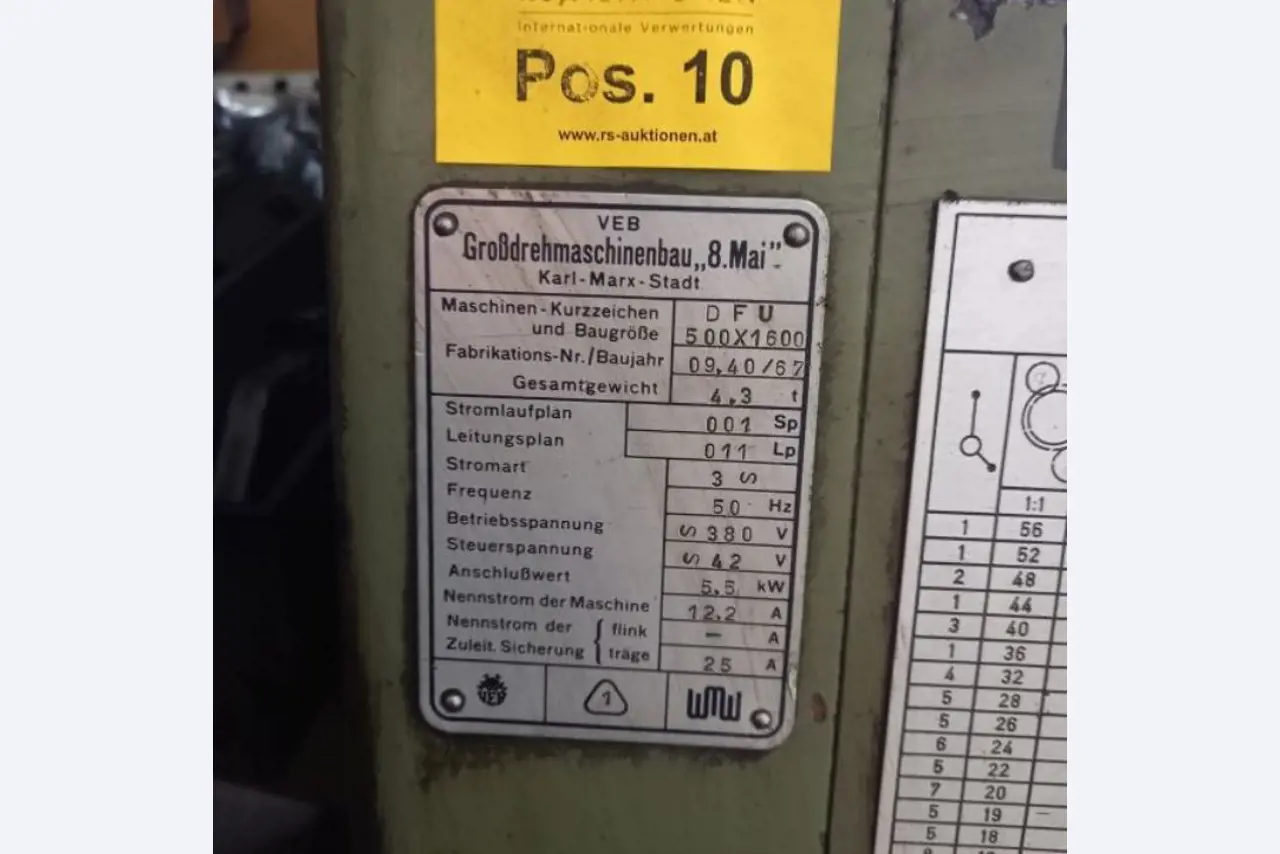 Internationale Verwertungen
Pos. 10
www.rs-auktionen.at
VEB
Großdrehmaschinenbau „8.Mai”
Karl-Marx-Stadt
Maschinen-Kurzzeichen und Baugröße DFU 500X1600
Fabrikations-Nr./Baujahr 09,40/67
Gesamtgewicht 4,3 t
Stromlaufplan 001 Sp
Leitungsplan 011 Lp
Stromart 3 ∿
Frequenz 50 Hz
Betriebsspannung ∿ 380 V
Steuerspannung ∿ 42 V
Anschlußwert 5,5 kW
Nennstrom der Maschine 12,2 A
Nennstrom der Zuleit. Sicherung { flink – A
träge 25 A
VEB 1 WMW
1:1
1 56
1 52
2 48
1 44
3 40
1 36
4 32
5 28
5 26
6 24
5 22
7 20
5 19
5 18